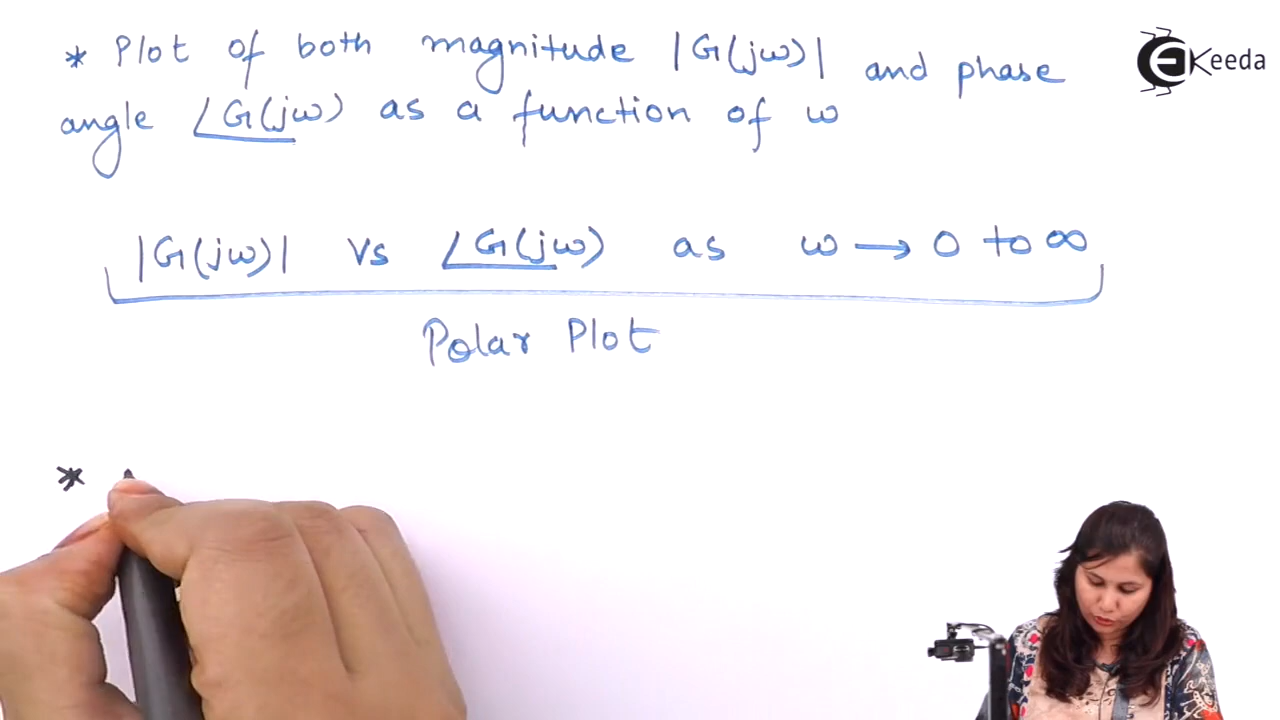 * Plot of both magnitude |G(jω)| and phase
angle ∠G(jω) as a function of ω
|G(jω)| Vs ∠G(jω) as ω → 0 to ∞
Polar Plot
*
EKeeda